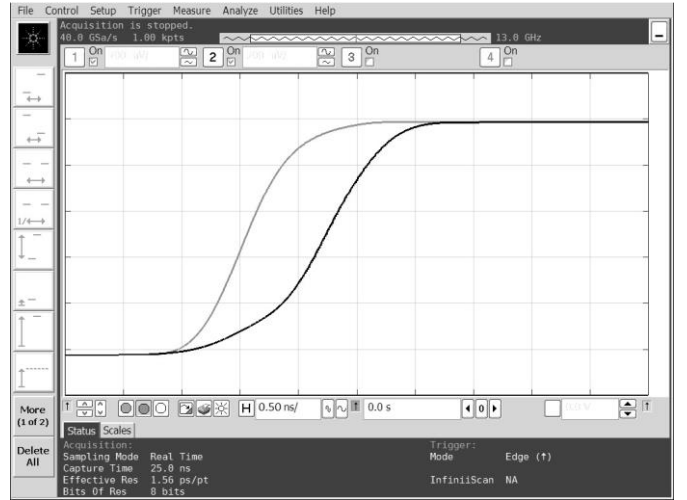 File Control Setup Trigger Measure Analyze Utilities Help
Acquisition is stopped.
40.0 GSa/s 1.00 kpts 13.0 GHz
1 On 2 On 3 On 4 On
1/
More
(1 of 2)
Delete
All
H 0.50 ns/ 0.0 s 0
Status Scales
Acquisition:
Sampling Mode Real Time
Capture Time 25.0 ns
Effective Res 1.56 ps/pt
Bits Of Res 8 bits
Trigger:
Mode Edge (↑)
InfiniiScan NA